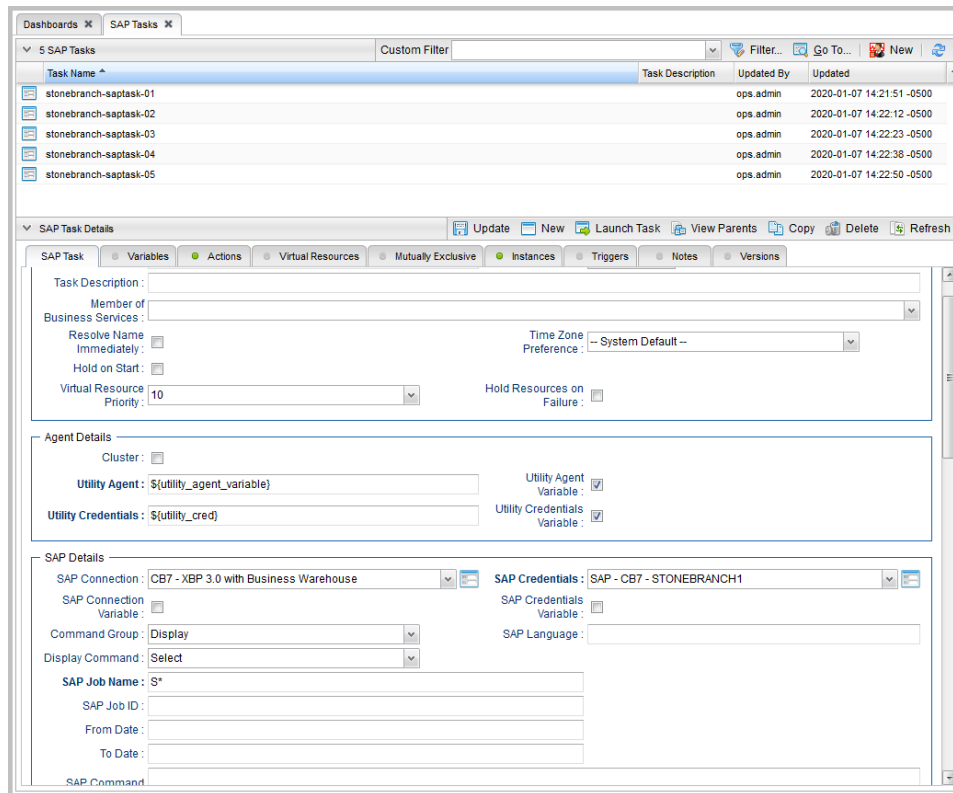 Dashboards SAP Tasks
5 SAP Tasks Custom Filter Filter... Go To... New
Task Name Task Description Updated By Updated
stonebranch-saptask-01 ops.admin 2020-01-07 14:21:51 -0500
stonebranch-saptask-02 ops.admin 2020-01-07 14:22:12 -0500
stonebranch-saptask-03 ops.admin 2020-01-07 14:22:23 -0500
stonebranch-saptask-04 ops.admin 2020-01-07 14:22:38 -0500
stonebranch-saptask-05 ops.admin 2020-01-07 14:22:50 -0500
SAP Task Details Update New Launch Task View Parents Copy Delete Refresh
SAP Task Variables Actions Virtual Resources Mutually Exclusive Instances Triggers Notes Versions
Task Description :
Member of
Business Services :
Resolve Name
Immediately :
Time Zone
Preference : -- System Default --
Hold on Start :
Virtual Resource
Priority : 10
Hold Resources on
Failure :
Agent Details
Cluster :
Utility Agent : ${utility_agent_variable}
Utility Agent
Variable :
Utility Credentials : ${utility_cred}
Utility Credentials
Variable :
SAP Details
SAP Connection : CB7 - XBP 3.0 with Business Warehouse SAP Credentials : SAP - CB7 - STONEBRANCH1
SAP Connection
Variable :
SAP Credentials
Variable :
Command Group : Display SAP Language :
Display Command : Select
SAP Job Name : S*
SAP Job ID :
From Date :
To Date :
SAP Command